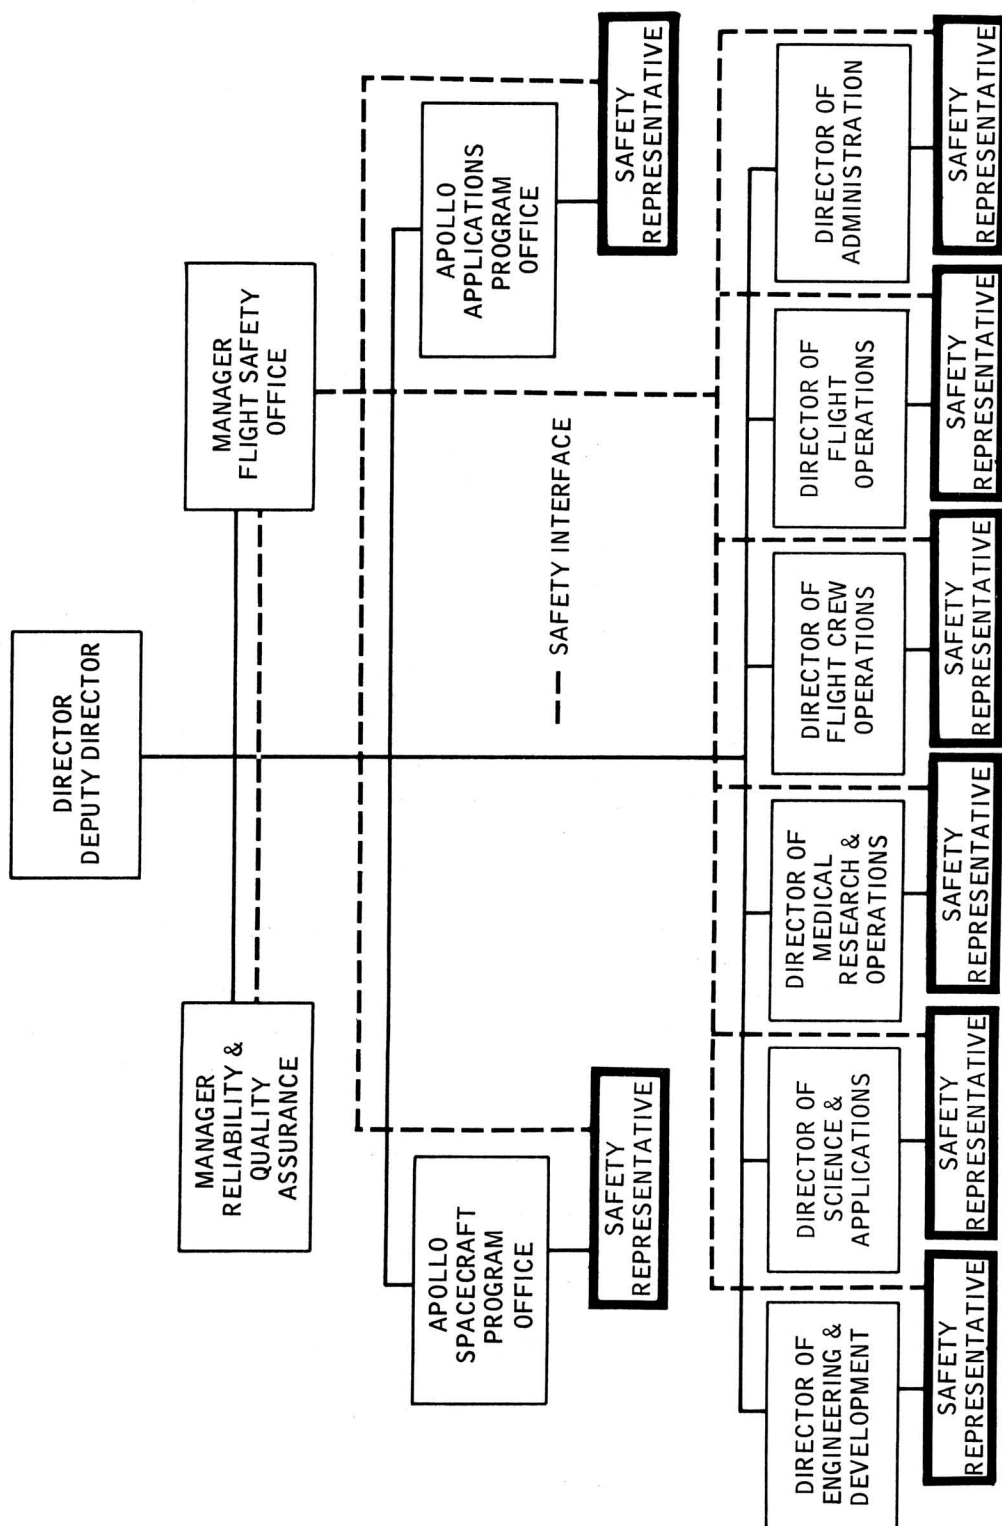 DIRECTOR
DEPUTY DIRECTOR
MANAGER
RELIABILITY &
QUALITY
ASSURANCE
MANAGER
FLIGHT SAFETY
OFFICE
APOLLO
SPACECRAFT
PROGRAM
OFFICE
APOLLO
APPLICATIONS
PROGRAM
OFFICE
SAFETY
REPRESENTATIVE
SAFETY
REPRESENTATIVE
SAFETY INTERFACE
DIRECTOR OF
ENGINEERING &
DEVELOPMENT
DIRECTOR OF
SCIENCE &
APPLICATIONS
DIRECTOR OF
MEDICAL
RESEARCH &
OPERATIONS
DIRECTOR OF
FLIGHT CREW
OPERATIONS
DIRECTOR OF
FLIGHT
OPERATIONS
DIRECTOR OF
ADMINISTRATION
SAFETY
REPRESENTATIVE
SAFETY
REPRESENTATIVE
SAFETY
REPRESENTATIVE
SAFETY
REPRESENTATIVE
SAFETY
REPRESENTATIVE
SAFETY
REPRESENTATIVE